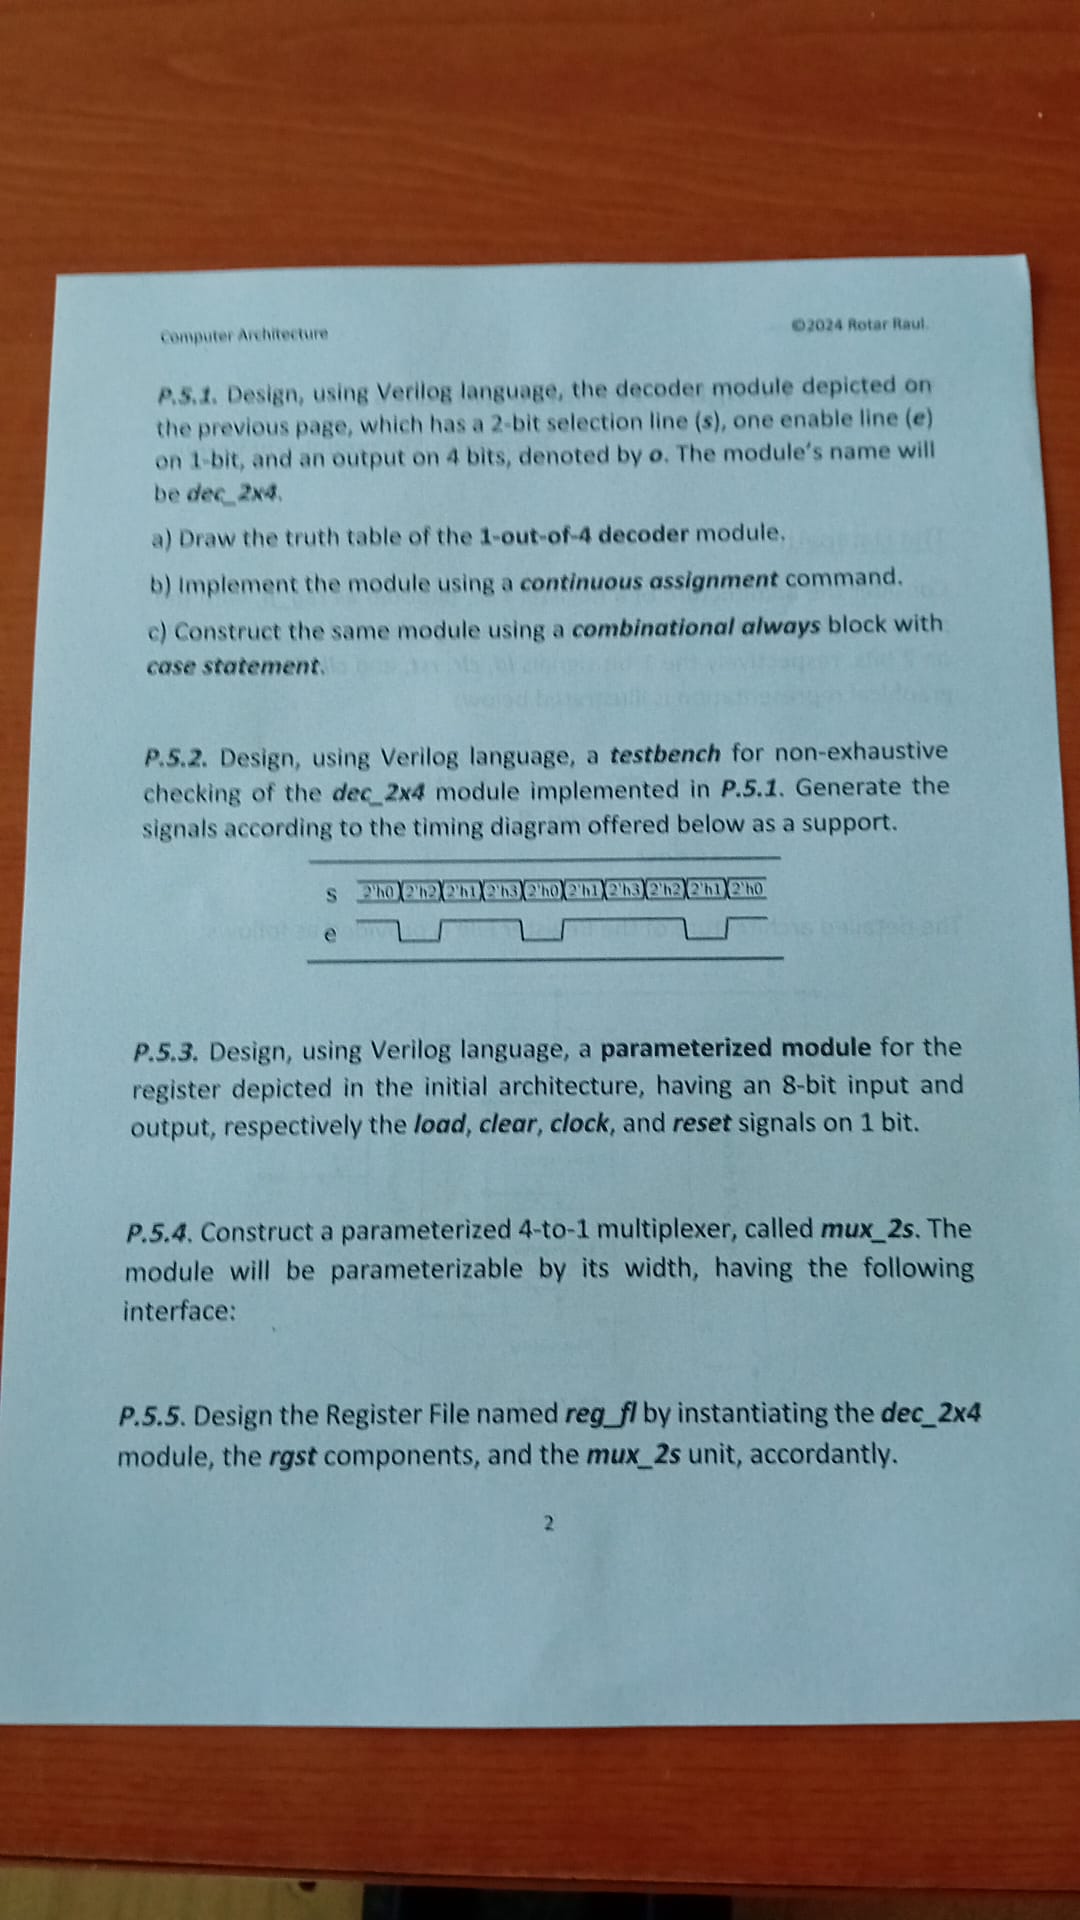 Computer Architecture
©2024 Rotar Raul.
P.5.1. Design, using Verilog language, the decoder module depicted on
the previous page, which has a 2-bit selection line (s), one enable line (e)
on 1-bit, and an output on 4 bits, denoted by o. The module's name will
be dec_2x4.
a) Draw the truth table of the 1-out-of-4 decoder module.
b) Implement the module using a continuous assignment command.
c) Construct the same module using a combinational always block with
case statement.
P.5.2. Design, using Verilog language, a testbench for non-exhaustive
checking of the dec_2x4 module implemented in P.5.1. Generate the
signals according to the timing diagram offered below as a support.
s 2'h0 2'h2 2'h1 2'h3 2'h0 2'h1 2'h3 2'h2 2'h1 2'h0
e
P.5.3. Design, using Verilog language, a parameterized module for the
register depicted in the initial architecture, having an 8-bit input and
output, respectively the load, clear, clock, and reset signals on 1 bit.
P.5.4. Construct a parameterized 4-to-1 multiplexer, called mux_2s. The
module will be parameterizable by its width, having the following
interface:
P.5.5. Design the Register File named reg_fl by instantiating the dec_2x4
module, the rgst components, and the mux_2s unit, accordantly.
2